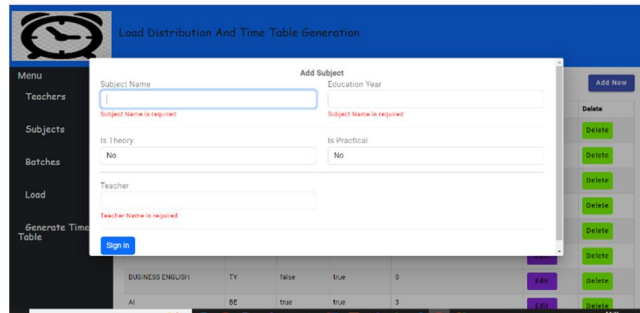 Load Distribution And Time Table Generation
Menu
Teachers
Subjects
Batches
Load
Generate Time
Table
Add New
Add Subject
Subject Name
Education Year
Subject Name is required
Subject Name is required
Is Theory
Is Practical
No
No
Teacher
Teacher Name is required
Sign In
Delete
Delete
Delete
Delete
Delete
Delete
Delete
BUSINESS ENGLISH TY false true 0 Edit Delete
AI BE true true 3 Edit Delete